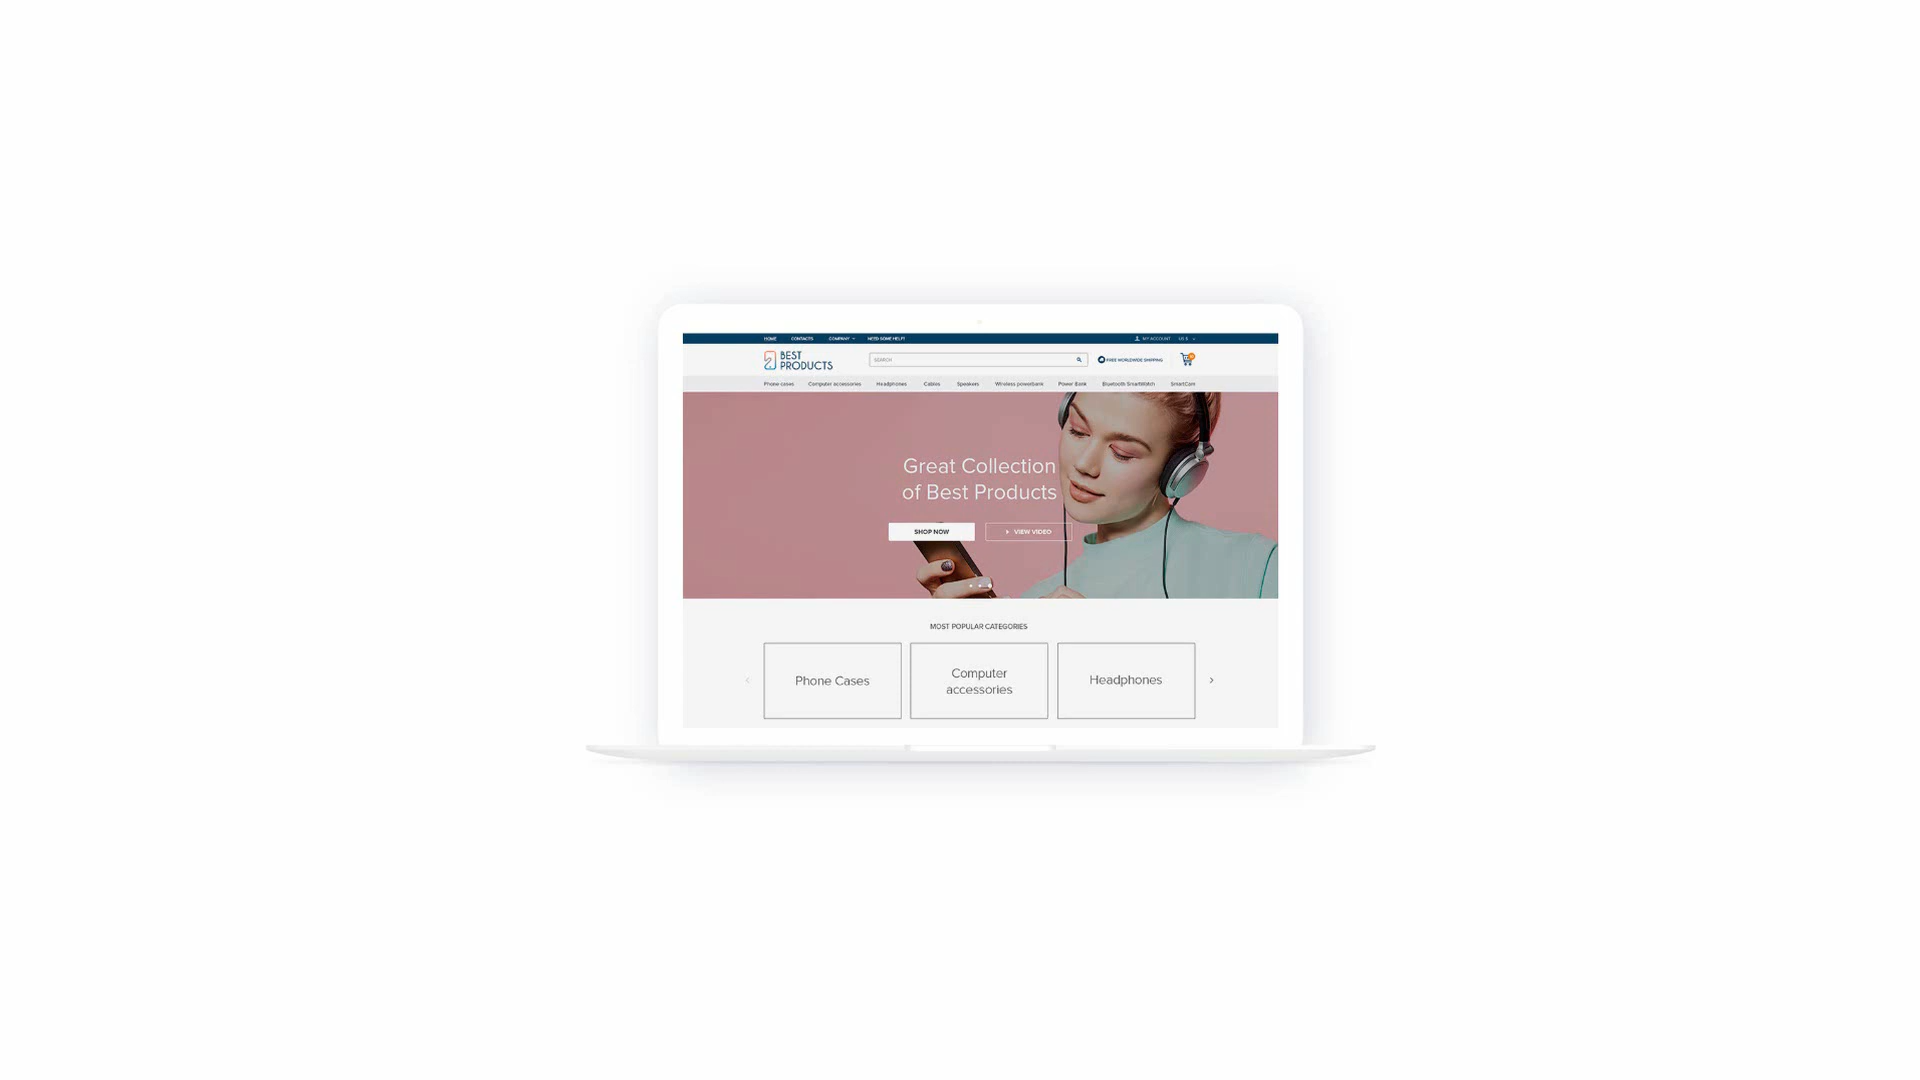 HOME CONTACTS COMPANY NEED SOME HELP? MY ACCOUNT US $
BEST
PRODUCTS
SEARCH
FREE WORLDWIDE SHIPPING
Phone cases Computer accessories Headphones Cables Speakers Wireless powerbank Power Bank Bluetooth SmartWatch SmartCam
Great Collection
of Best Products
SHOP NOW VIEW VIDEO
MOST POPULAR CATEGORIES
Phone Cases
Computer
accessories
Headphones